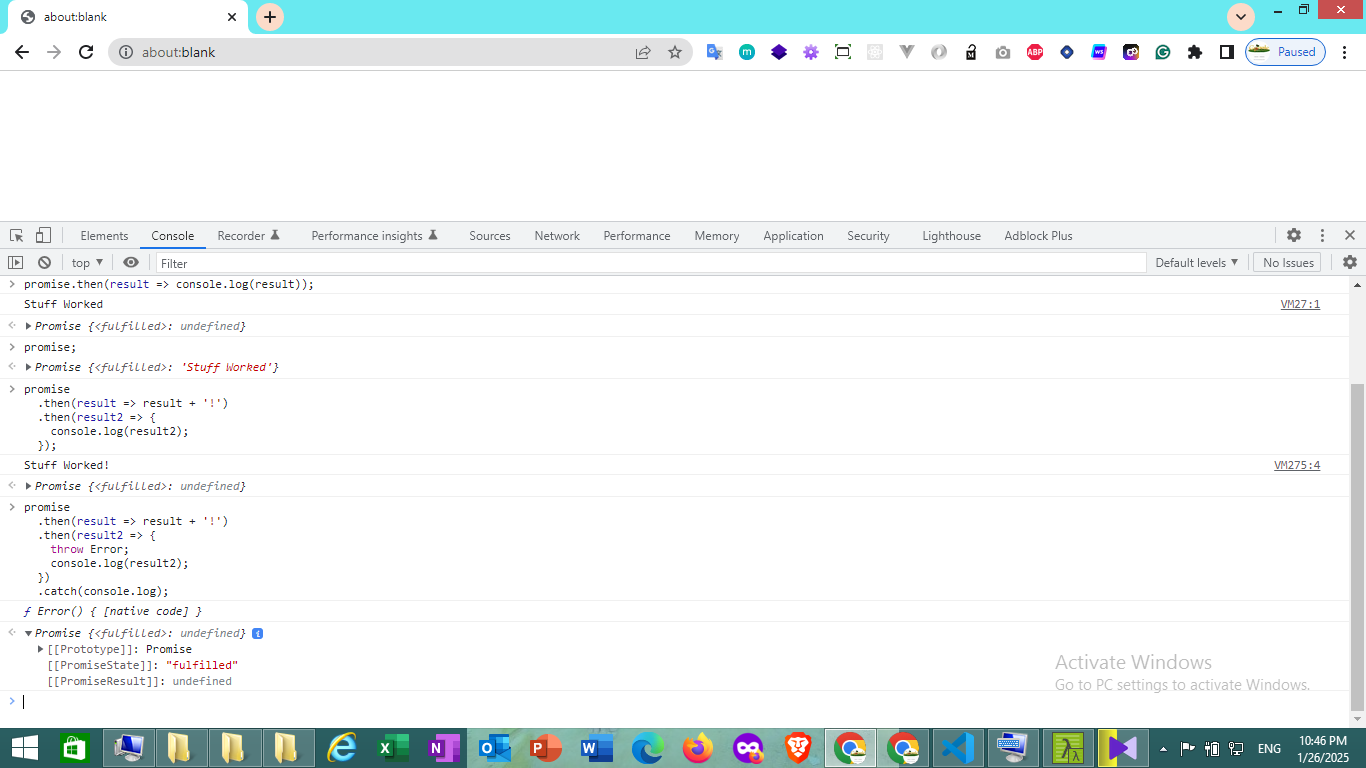 about:blank
about:blank
Paused
Elements Console Recorder Performance insights Sources Network Performance Memory Application Security Lighthouse Adblock Plus
top Filter Default levels No Issues
promise.then(result => console.log(result));
Stuff Worked VM27:1
Promise {<fulfilled>: undefined}
promise;
Promise {<fulfilled>: 'Stuff Worked'}
promise
.then(result => result + '!')
.then(result2 => {
console.log(result2);
});
Stuff Worked! VM275:4
Promise {<fulfilled>: undefined}
promise
.then(result => result + '!')
.then(result2 => {
throw Error;
console.log(result2);
})
.catch(console.log);
ƒ Error() { [native code] }
Promise {<fulfilled>: undefined}
[[Prototype]]: Promise
[[PromiseState]]: "fulfilled"
[[PromiseResult]]: undefined
Activate Windows
Go to PC settings to activate Windows.
ENG
10:46 PM
1/26/2025